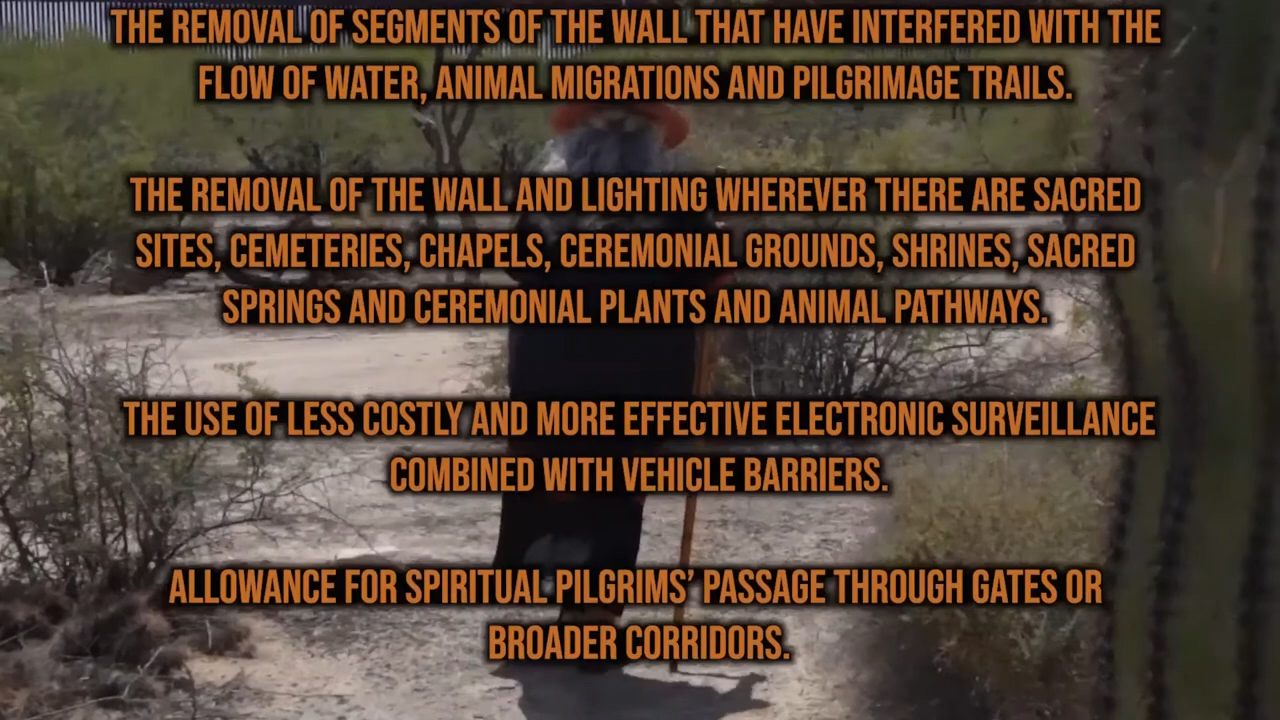 THE REMOVAL OF SEGMENTS OF THE WALL THAT HAVE INTERFERED WITH THE
FLOW OF WATER, ANIMAL MIGRATIONS AND PILGRIMAGE TRAILS.
THE REMOVAL OF THE WALL AND LIGHTING WHEREVER THERE ARE SACRED
SITES, CEMETERIES, CHAPELS, CEREMONIAL GROUNDS, SHRINES, SACRED
SPRINGS AND CEREMONIAL PLANTS AND ANIMAL PATHWAYS.
THE USE OF LESS COSTLY AND MORE EFFECTIVE ELECTRONIC SURVEILLANCE
COMBINED WITH VEHICLE BARRIERS.
ALLOWANCE FOR SPIRITUAL PILGRIMS’ PASSAGE THROUGH GATES OR
BROADER CORRIDORS.